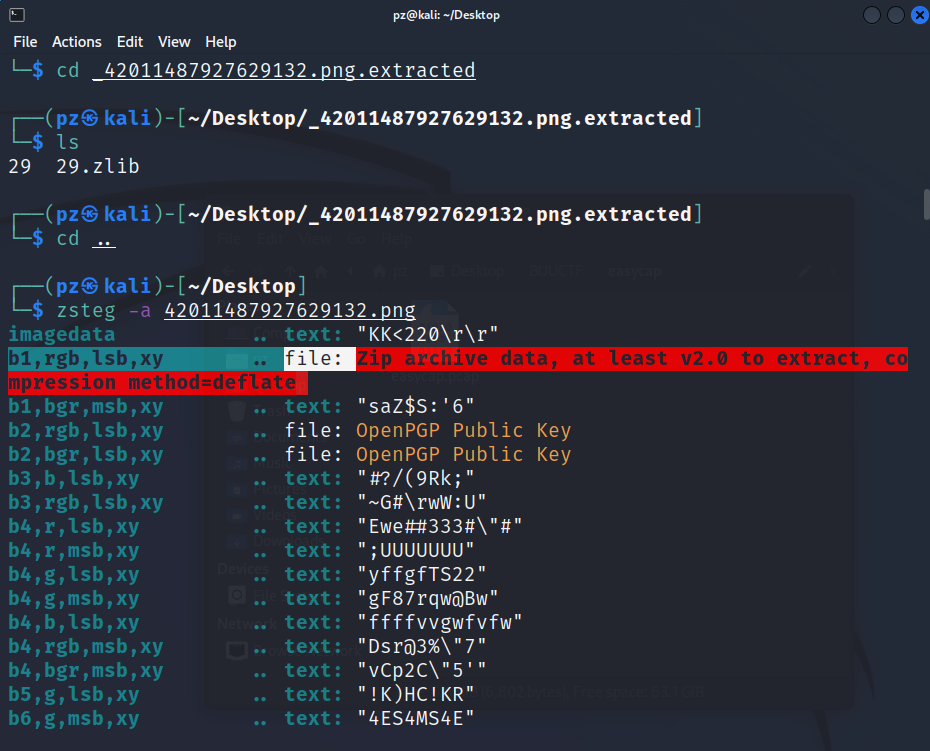 pz@kali: ~/Desktop
File Actions Edit View Help
└─$ cd _42011487927629132.png.extracted
┌──(pz㉿kali)-[~/Desktop/_42011487927629132.png.extracted]
└─$ ls
29 29.zlib
┌──(pz㉿kali)-[~/Desktop/_42011487927629132.png.extracted]
└─$ cd ..
┌──(pz㉿kali)-[~/Desktop]
└─$ zsteg -a 42011487927629132.png
imagedata .. text: "KK<220\r\r"
b1,rgb,lsb,xy .. file: Zip archive data, at least v2.0 to extract, co
mpression method=deflate
b1,bgr,msb,xy .. text: "saZ$S:'6"
b2,rgb,lsb,xy .. file: OpenPGP Public Key
b2,bgr,lsb,xy .. file: OpenPGP Public Key
b3,b,lsb,xy .. text: "#?/(9Rk;"
b3,rgb,lsb,xy .. text: "~G#\rwW:U"
b4,r,lsb,xy .. text: "Ewe##333#\"#"
b4,r,msb,xy .. text: ";UUUUUUU"
b4,g,lsb,xy .. text: "yffgfTS22"
b4,g,msb,xy .. text: "gF87rqw@Bw"
b4,b,lsb,xy .. text: "ffffvvgwfvfw"
b4,rgb,msb,xy .. text: "Dsr@3%\"7"
b4,bgr,msb,xy .. text: "vCp2C\"5'"
b5,g,lsb,xy .. text: "!K)HC!KR"
b6,g,msb,xy .. text: "4ES4MS4E"